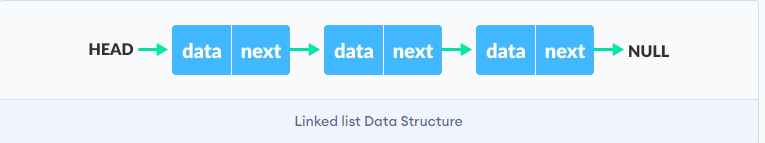 HEAD data next data next data next NULL
Linked list Data Structure